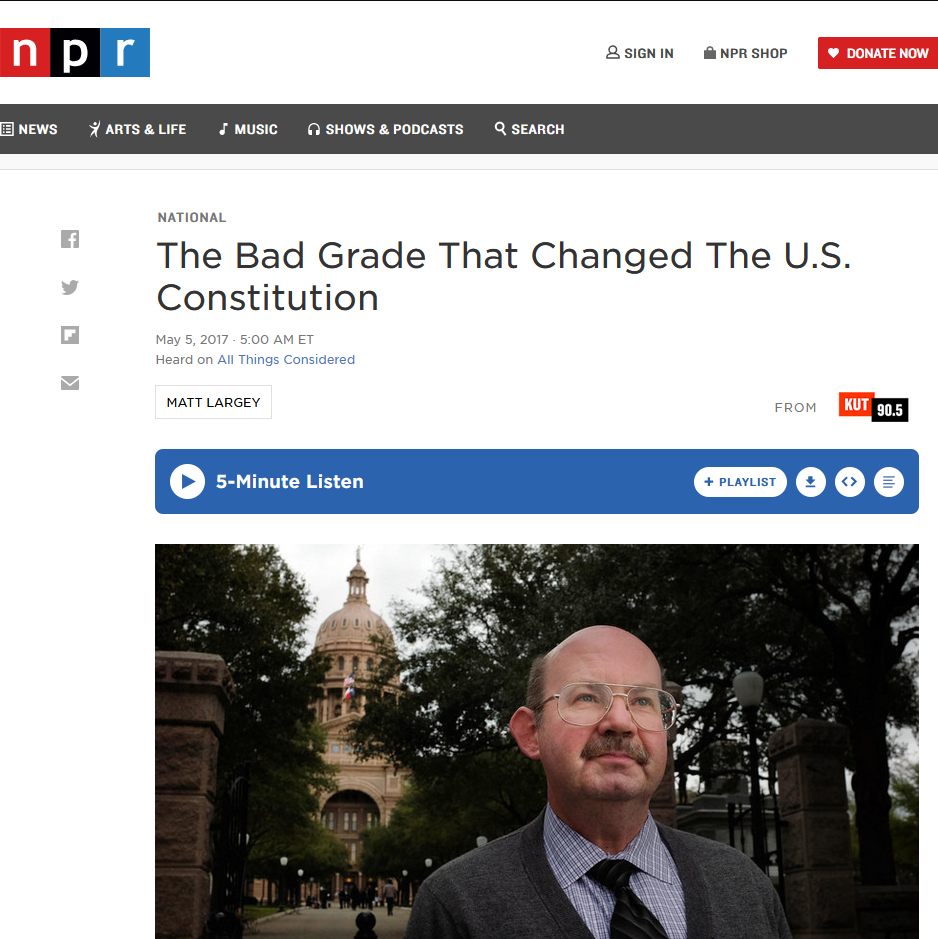 npr
SIGN IN
NPR SHOP
DONATE NOW
NEWS
ARTS & LIFE
MUSIC
SHOWS & PODCASTS
SEARCH
NATIONAL
The Bad Grade That Changed The U.S.
Constitution
May 5, 2017 · 5:00 AM ET
Heard on All Things Considered
MATT LARGEY
FROM
KUT
90.5
5-Minute Listen
+ PLAYLIST